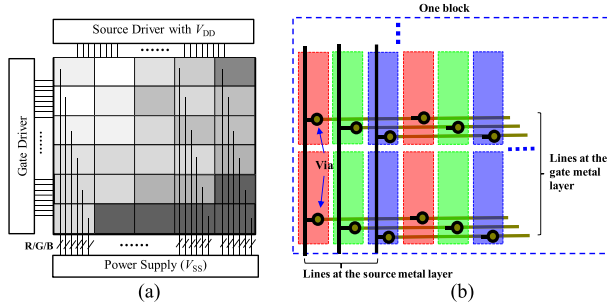 (a)
Source Driver with VDD
Gate Driver
R/G/B
Power Supply (VSS)
(b)
One block
Via
Lines at the
gate metal
layer
Lines at the source metal layer